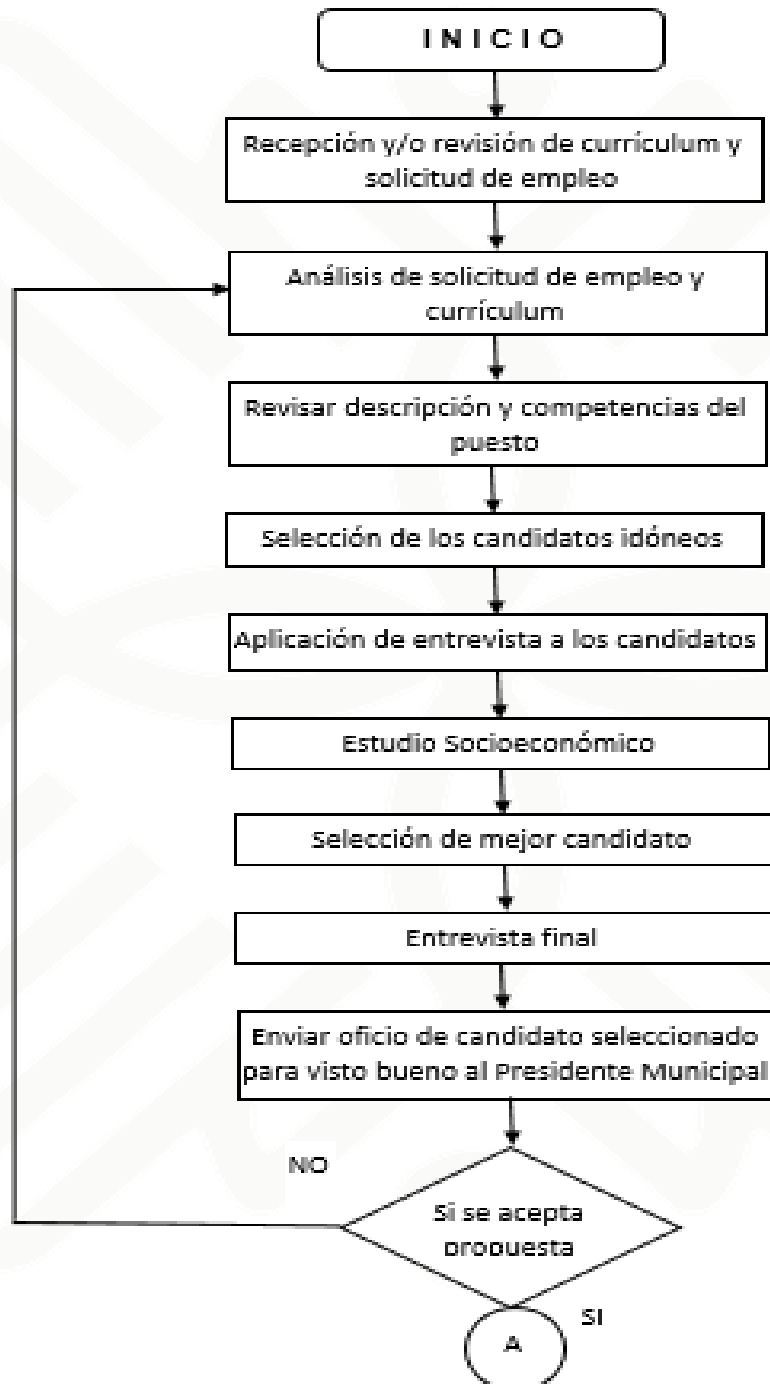 INICIO
Recepción y/o revisión de currículum y
solicitud de empleo
Análisis de solicitud de empleo y
currículum
Revisar descripción y competencias del
puesto
Selección de los candidatos idóneos
Aplicación de entrevista a los candidatos
Estudio Socioeconómico
Selección de mejor candidato
Entrevista final
Enviar oficio de candidato seleccionado
para visto bueno al Presidente Municipal
NO
Si se acepta
propuesta
SI
A